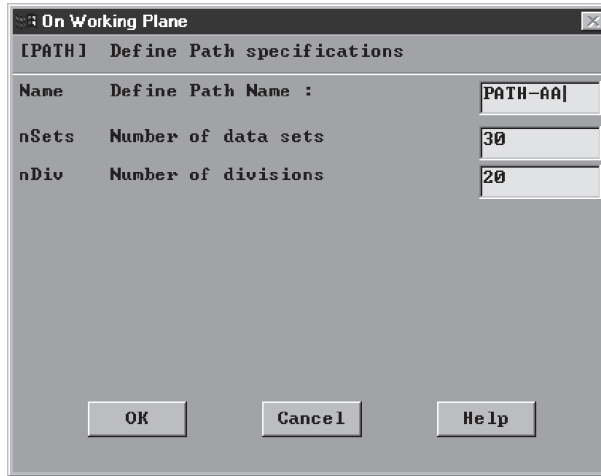 On Working Plane
[PATH] Define Path specifications
Name Define Path Name : PATH-AA
nSets Number of data sets 30
nDiv Number of divisions 20
OK Cancel Help